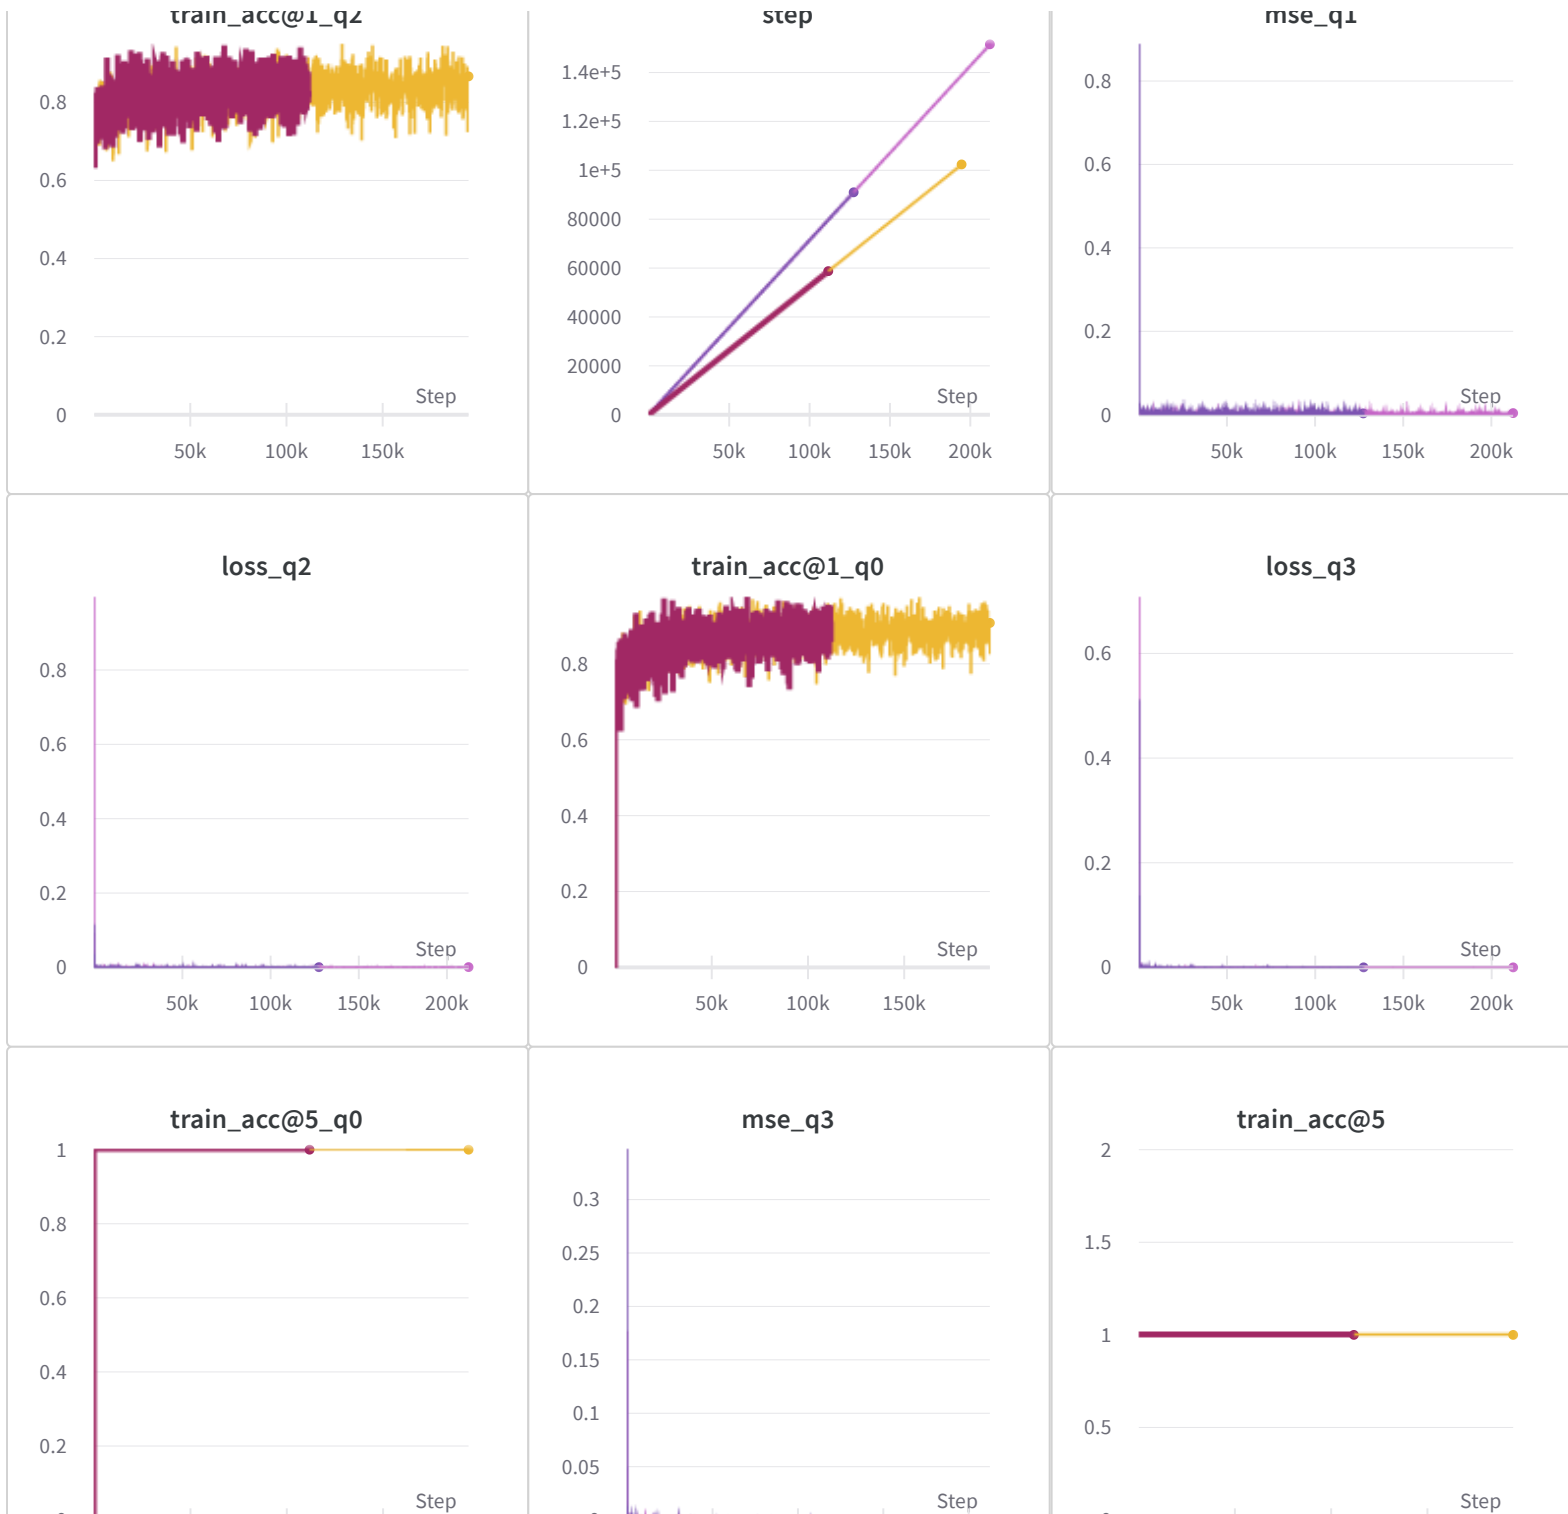 train_acc@1_q2
0.8
0.6
0.4
0.2
0
Step
50k 100k 150k
step
1.4e+5
1.2e+5
1e+5
80000
60000
40000
20000
0
Step
50k 100k 150k 200k
mse_q1
0.8
0.6
0.4
0.2
0
Step
50k 100k 150k 200k
loss_q2
0.8
0.6
0.4
0.2
0
Step
50k 100k 150k 200k
train_acc@1_q0
0.8
0.6
0.4
0.2
0
Step
50k 100k 150k
loss_q3
0.6
0.4
0.2
0
Step
50k 100k 150k 200k
train_acc@5_q0
1
0.8
0.6
0.4
0.2
Step
mse_q3
0.3
0.25
0.2
0.15
0.1
0.05
Step
train_acc@5
2
1.5
1
0.5
Step